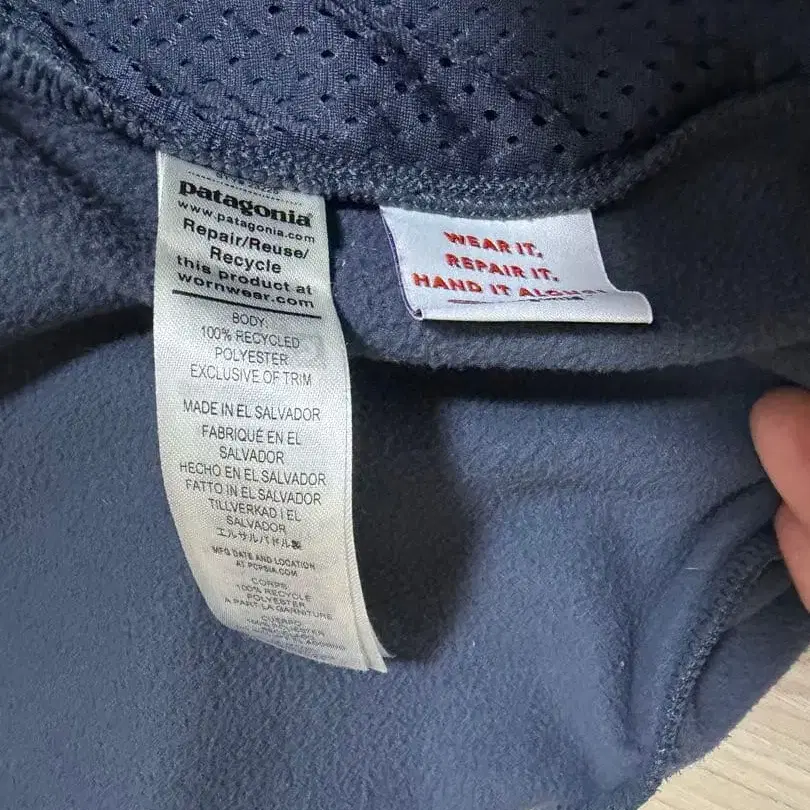 patagonia
www.patagonia.com
Repair/Reuse/
Recycle
this product at
wornwear.com
BODY:
100% RECYCLED
POLYESTER
EXCLUSIVE OF TRIM
MADE IN EL SALVADOR
FABRIQUÉ EN EL
SALVADOR
HECHO EN EL SALVADOR
FATTO IN EL SALVADOR
TILLVERKAD I EL
SALVADOR
エルサルバドル製
MFG DATE AND LOCATION
AT PCPSIA.COM
CORPS:
100% RECYCLE
POLYESTER
A PART LA GARNITURE
CUERPO:
WEAR IT.
REPAIR IT.
HAND IT